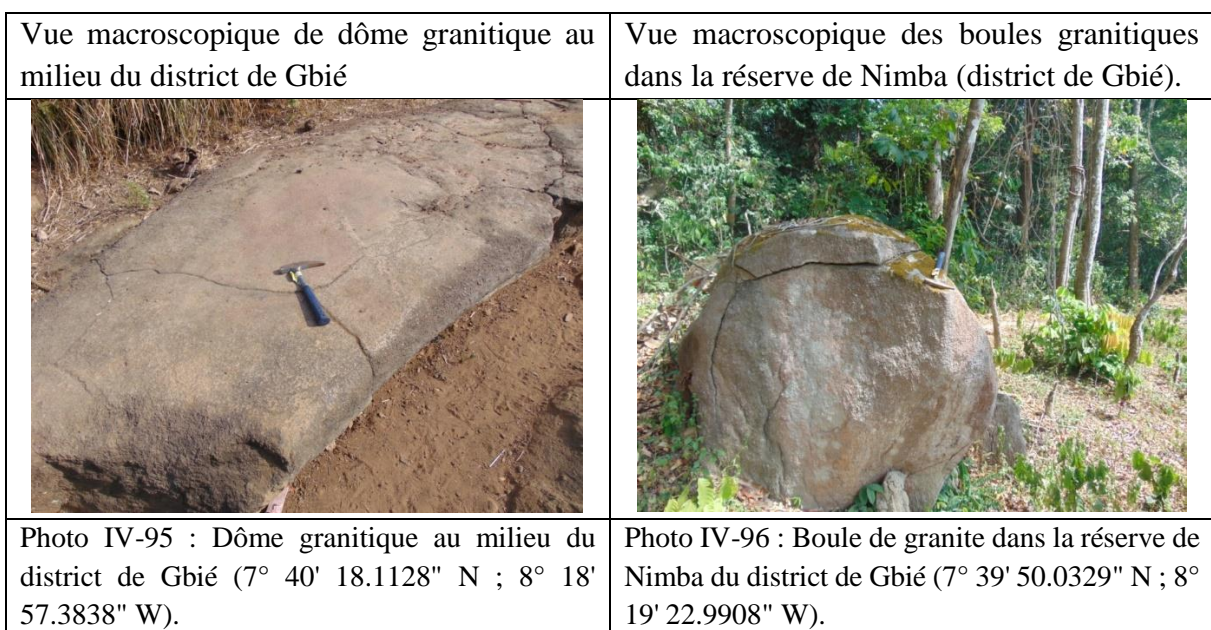 Vue macroscopique de dôme granitique au
milieu du district de Gbié
Vue macroscopique des boules granitiques
dans la réserve de Nimba (district de Gbié).
Photo IV-95 : Dôme granitique au milieu du
district de Gbié (7° 40' 18.1128" N ; 8° 18'
57.3838" W).
Photo IV-96 : Boule de granite dans la réserve de
Nimba du district de Gbié (7° 39' 50.0329" N ; 8°
19' 22.9908" W).